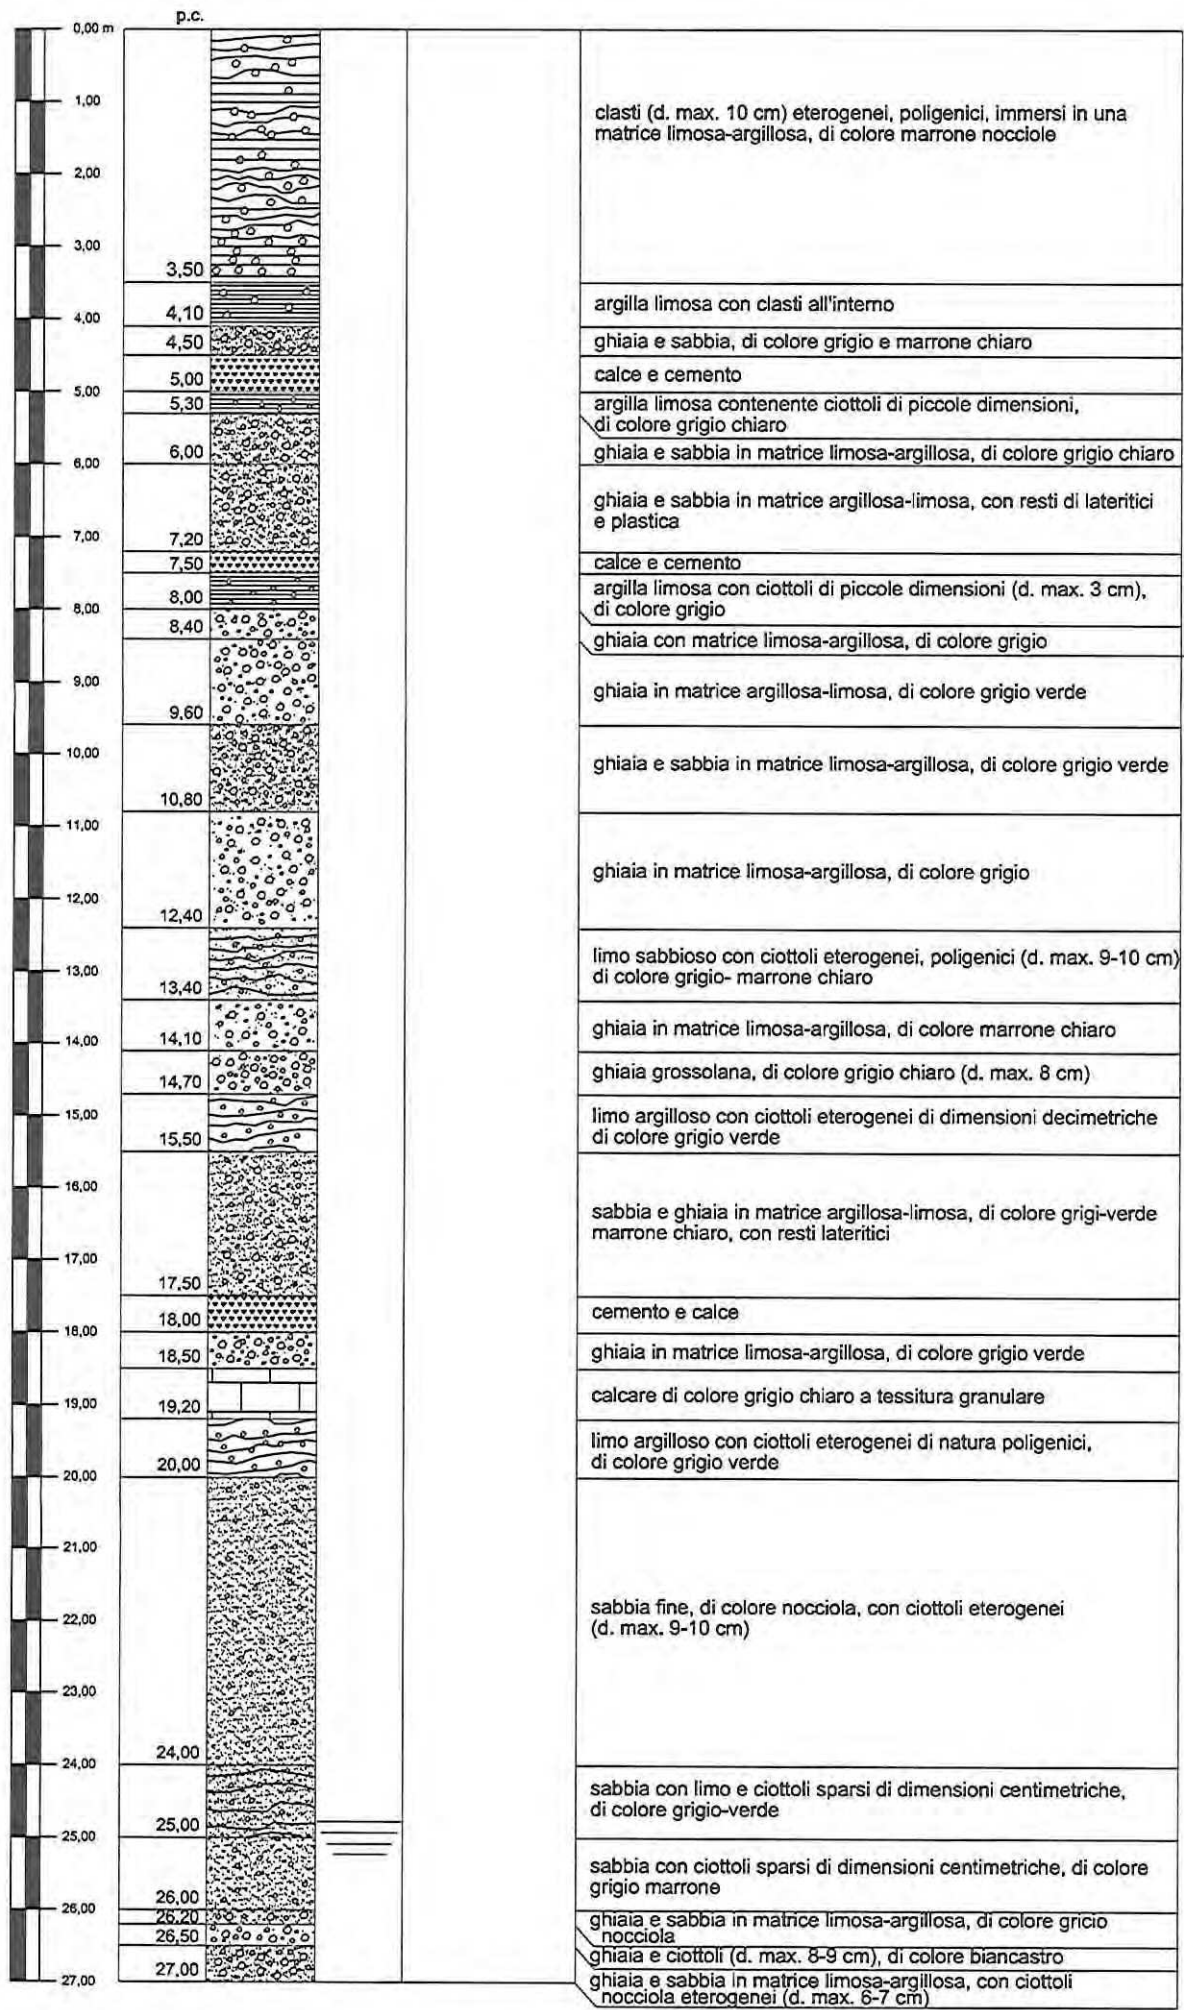 p.c.
0,00 m
1,00
clasti (d. max. 10 cm) eterogenei, poligenici, immersi in una
matrice limosa-argillosa, di colore marrone nocciole
2,00
3,00
3,50
4,10
argilla limosa con clasti all'interno
4,00
4,50
ghiaia e sabbia, di colore grigio e marrone chiaro
5,00
calce e cemento
5,00
5,30
argilla limosa contenente ciottoli di piccole dimensioni,
di colore grigio chiaro
6,00
ghiaia e sabbia in matrice limosa-argillosa, di colore grigio chiaro
6,00
ghiaia e sabbia in matrice argillosa-limosa, con resti di lateritici
e plastica
7,00
7,20
7,50
calce e cemento
8,00
argilla limosa con ciottoli di piccole dimensioni (d. max. 3 cm),
di colore grigio
8,00
8,40
ghiaia con matrice limosa-argillosa, di colore grigio
9,00
ghiaia in matrice argillosa-limosa, di colore grigio verde
9,60
10,00
ghiaia e sabbia in matrice limosa-argillosa, di colore grigio verde
10,80
11,00
ghiaia in matrice limosa-argillosa, di colore grigio
12,00
12,40
limo sabbioso con ciottoli eterogenei, poligenici (d. max. 9-10 cm)
di colore grigio- marrone chiaro
13,00
13,40
14,10
ghiaia in matrice limosa-argillosa, di colore marrone chiaro
14,00
14,70
ghiaia grossolana, di colore grigio chiaro (d. max. 8 cm)
15,00
limo argilloso con ciottoli eterogenei di dimensioni decimetriche
di colore grigio verde
15,50
16,00
sabbia e ghiaia in matrice argillosa-limosa, di colore grigi-verde
marrone chiaro, con resti lateritici
17,00
17,50
18,00
cemento e calce
18,00
18,50
ghiaia in matrice limosa-argillosa, di colore grigio verde
19,00
19,20
calcare di colore grigio chiaro a tessitura granulare
20,00
limo argilloso con ciottoli eterogenei di natura poligenici,
di colore grigio verde
20,00
21,00
22,00
sabbia fine, di colore nocciola, con ciottoli eterogenei
(d. max. 9-10 cm)
23,00
24,00
24,00
sabbia con limo e ciottoli sparsi di dimensioni centimetriche,
di colore grigio-verde
25,00
25,00
sabbia con ciottoli sparsi di dimensioni centimetriche, di colore
grigio marrone
26,00
26,00
26,20
ghiaia e sabbia in matrice limosa-argillosa, di colore gricio
nocciola
26,50
ghiaia e ciottoli (d. max. 8-9 cm), di colore biancastro
27,00
27,00
ghiaia e sabbia in matrice limosa-argillosa, con ciottoli
nocciola eterogenei (d. max. 6-7 cm)